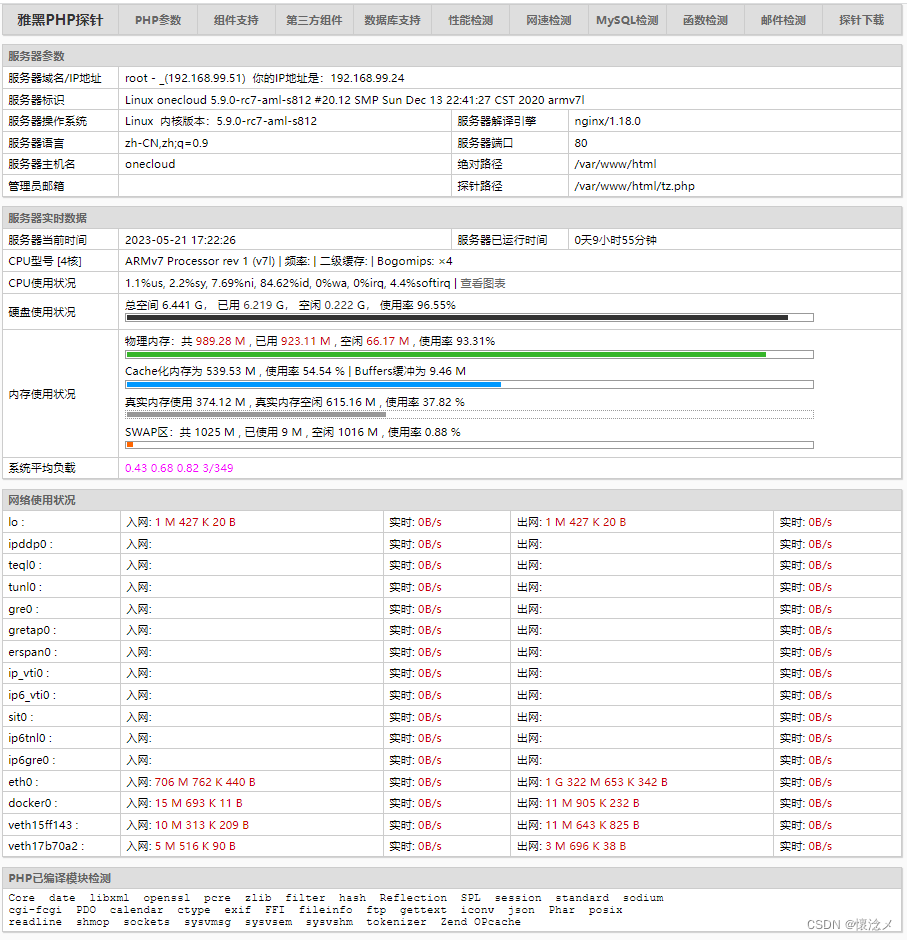 雅黑PHP探针 PHP参数 组件支持 第三方组件 数据库支持 性能检测 网速检测 MySQL检测 函数检测 邮件检测 探针下载
服务器参数
服务器域名/IP地址 root - _(192.168.99.51) 你的IP地址是：192.168.99.24
服务器标识 Linux onecloud 5.9.0-rc7-aml-s812 #20.12 SMP Sun Dec 13 22:41:27 CST 2020 armv7l
服务器操作系统 Linux 内核版本：5.9.0-rc7-aml-s812 服务器解译引擎 nginx/1.18.0
服务器语言 zh-CN,zh;q=0.9 服务器端口 80
服务器主机名 onecloud 绝对路径 /var/www/html
管理员邮箱 探针路径 /var/www/html/tz.php
服务器实时数据
服务器当前时间 2023-05-21 17:22:26 服务器已运行时间 0天9小时55分钟
CPU型号 [4核] ARMv7 Processor rev 1 (v7l) | 频率: | 二级缓存: | Bogomips: ×4
CPU使用状况 1.1%us, 2.2%sy, 7.69%ni, 84.62%id, 0%wa, 0%irq, 4.4%softirq | 查看图表
硬盘使用状况 总空间 6.441 G， 已用 6.219 G， 空闲 0.222 G， 使用率 96.55%
内存使用状况
物理内存：共 989.28 M , 已用 923.11 M , 空闲 66.17 M , 使用率 93.31%
Cache化内存为 539.53 M , 使用率 54.54 % | Buffers缓冲为 9.46 M
真实内存使用 374.12 M , 真实内存空闲 615.16 M , 使用率 37.82 %
SWAP区：共 1025 M , 已使用 9 M , 空闲 1016 M , 使用率 0.88 %
系统平均负载 0.43 0.68 0.82 3/349
网络使用状况
lo : 入网: 1 M 427 K 20 B 实时: 0B/s 出网: 1 M 427 K 20 B 实时: 0B/s
ipddp0 : 入网: 实时: 0B/s 出网: 实时: 0B/s
teql0 : 入网: 实时: 0B/s 出网: 实时: 0B/s
tunl0 : 入网: 实时: 0B/s 出网: 实时: 0B/s
gre0 : 入网: 实时: 0B/s 出网: 实时: 0B/s
gretap0 : 入网: 实时: 0B/s 出网: 实时: 0B/s
erspan0 : 入网: 实时: 0B/s 出网: 实时: 0B/s
ip_vti0 : 入网: 实时: 0B/s 出网: 实时: 0B/s
ip6_vti0 : 入网: 实时: 0B/s 出网: 实时: 0B/s
sit0 : 入网: 实时: 0B/s 出网: 实时: 0B/s
ip6tnl0 : 入网: 实时: 0B/s 出网: 实时: 0B/s
ip6gre0 : 入网: 实时: 0B/s 出网: 实时: 0B/s
eth0 : 入网: 706 M 762 K 440 B 实时: 0B/s 出网: 1 G 322 M 653 K 342 B 实时: 0B/s
docker0 : 入网: 15 M 693 K 11 B 实时: 0B/s 出网: 11 M 905 K 232 B 实时: 0B/s
veth15ff143 : 入网: 10 M 313 K 209 B 实时: 0B/s 出网: 11 M 643 K 825 B 实时: 0B/s
veth17b70a2 : 入网: 5 M 516 K 90 B 实时: 0B/s 出网: 3 M 696 K 38 B 实时: 0B/s
PHP已编译模块检测
Core date libxml openssl pcre zlib filter hash Reflection SPL session standard sodium
cgi-fcgi PDO calendar ctype exif FFI fileinfo ftp gettext iconv json Phar posix
readline shmop sockets sysvmsg sysvsem sysvshm tokenizer Zend OPcache
CSDN @懷淰メ